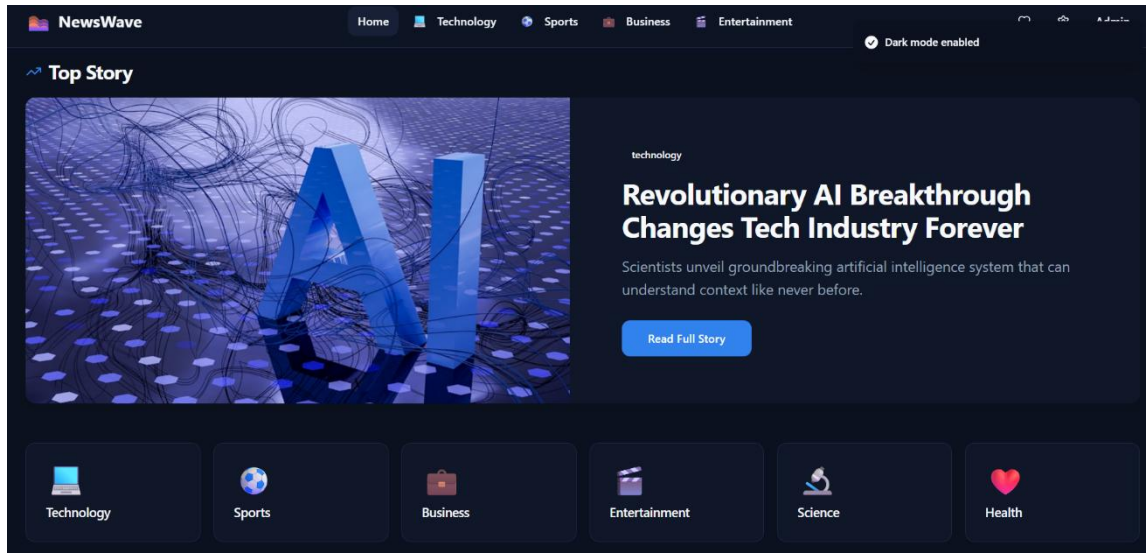 NewsWave
Home
Technology
Sports
Business
Entertainment
Admin
Dark mode enabled
Top Story
AI
technology
Revolutionary AI Breakthrough
Changes Tech Industry Forever
Scientists unveil groundbreaking artificial intelligence system that can
understand context like never before.
Read Full Story
Technology
Sports
Business
Entertainment
Science
Health